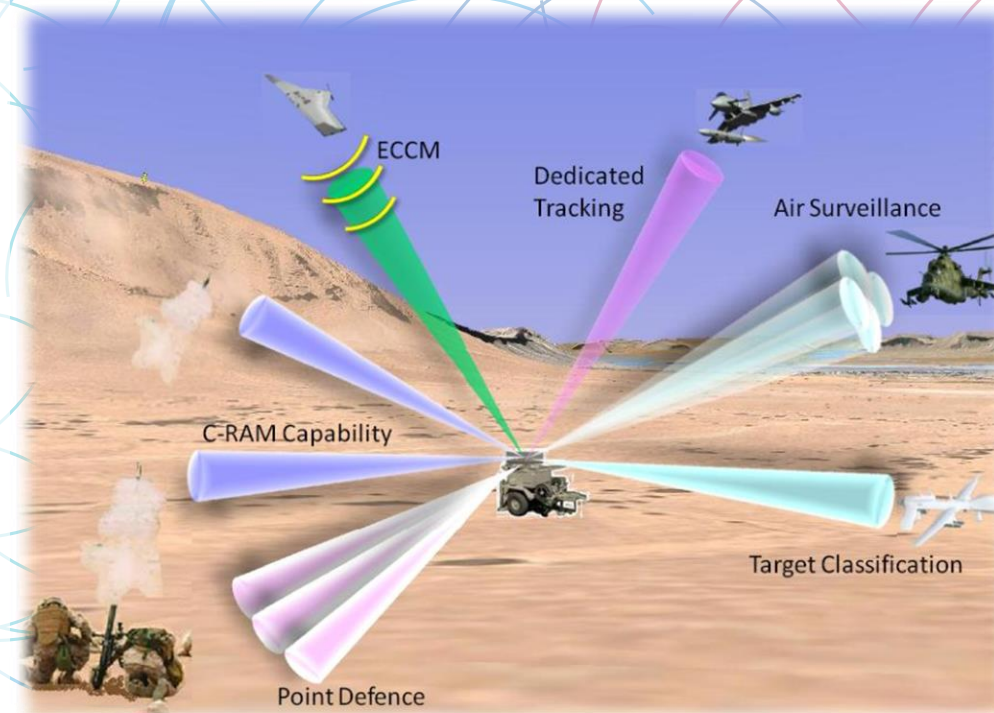 ECCM
Dedicated
Tracking
Air Surveillance
C-RAM Capability
Target Classification
Point Defence